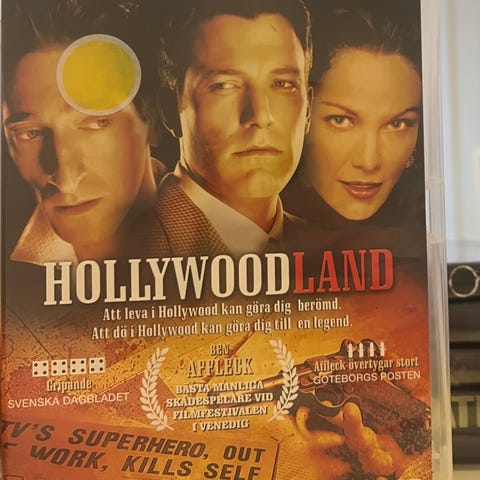 HOLLYWOODLAND
Att leva i Hollywood kan göra dig berömd.
Att dö i Hollywood kan göra dig till en legend.
Gripande
SVENSKA DAGBLADET
BEN
AFFLECK
BÄSTA MANLIGA
SKÅDESPELARE VID
FILMFESTIVALEN
I VENEDIG
Affleck övertygar stort
GÖTEBORGS POSTEN
TV'S SUPERHERO, OUT
WORK, KILLS SELF